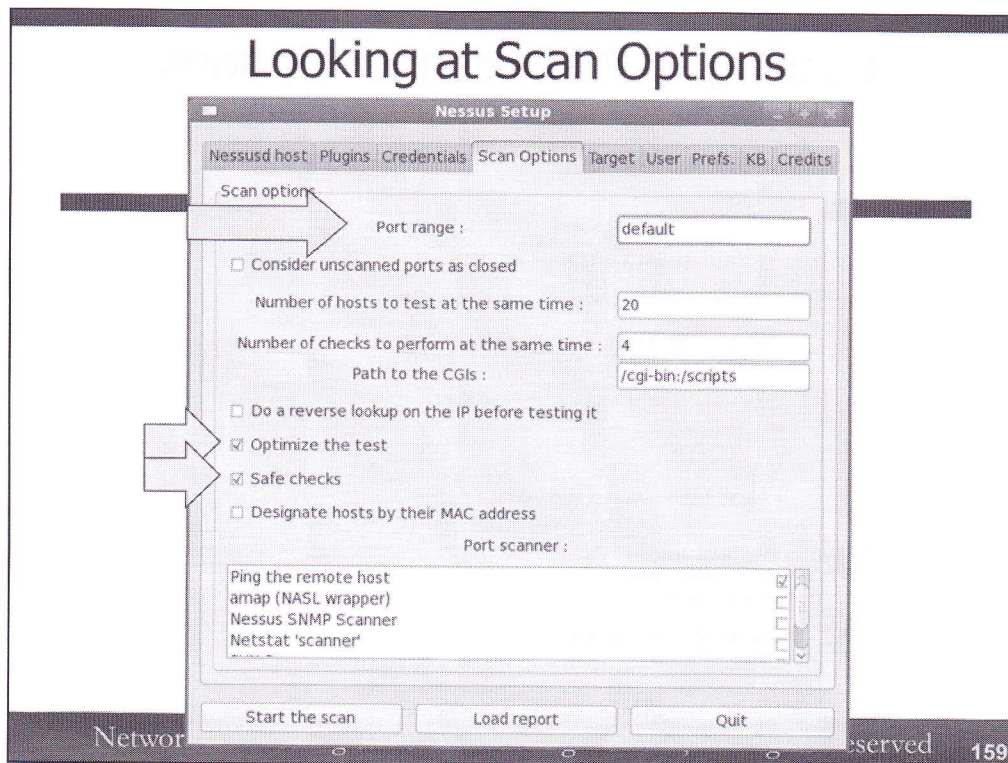 Looking at Scan Options
Nessus Setup
Nessusd host Plugins Credentials Scan Options Target User Prefs. KB Credits
Scan options
Port range : default
Consider unscanned ports as closed
Number of hosts to test at the same time : 20
Number of checks to perform at the same time : 4
Path to the CGIs : /cgi-bin:/scripts
Do a reverse lookup on the IP before testing it
Optimize the test
Safe checks
Designate hosts by their MAC address
Port scanner :
Ping the remote host
amap (NASL wrapper)
Nessus SNMP Scanner
Netstat 'scanner'
Start the scan Load report Quit
Networ eserved 159